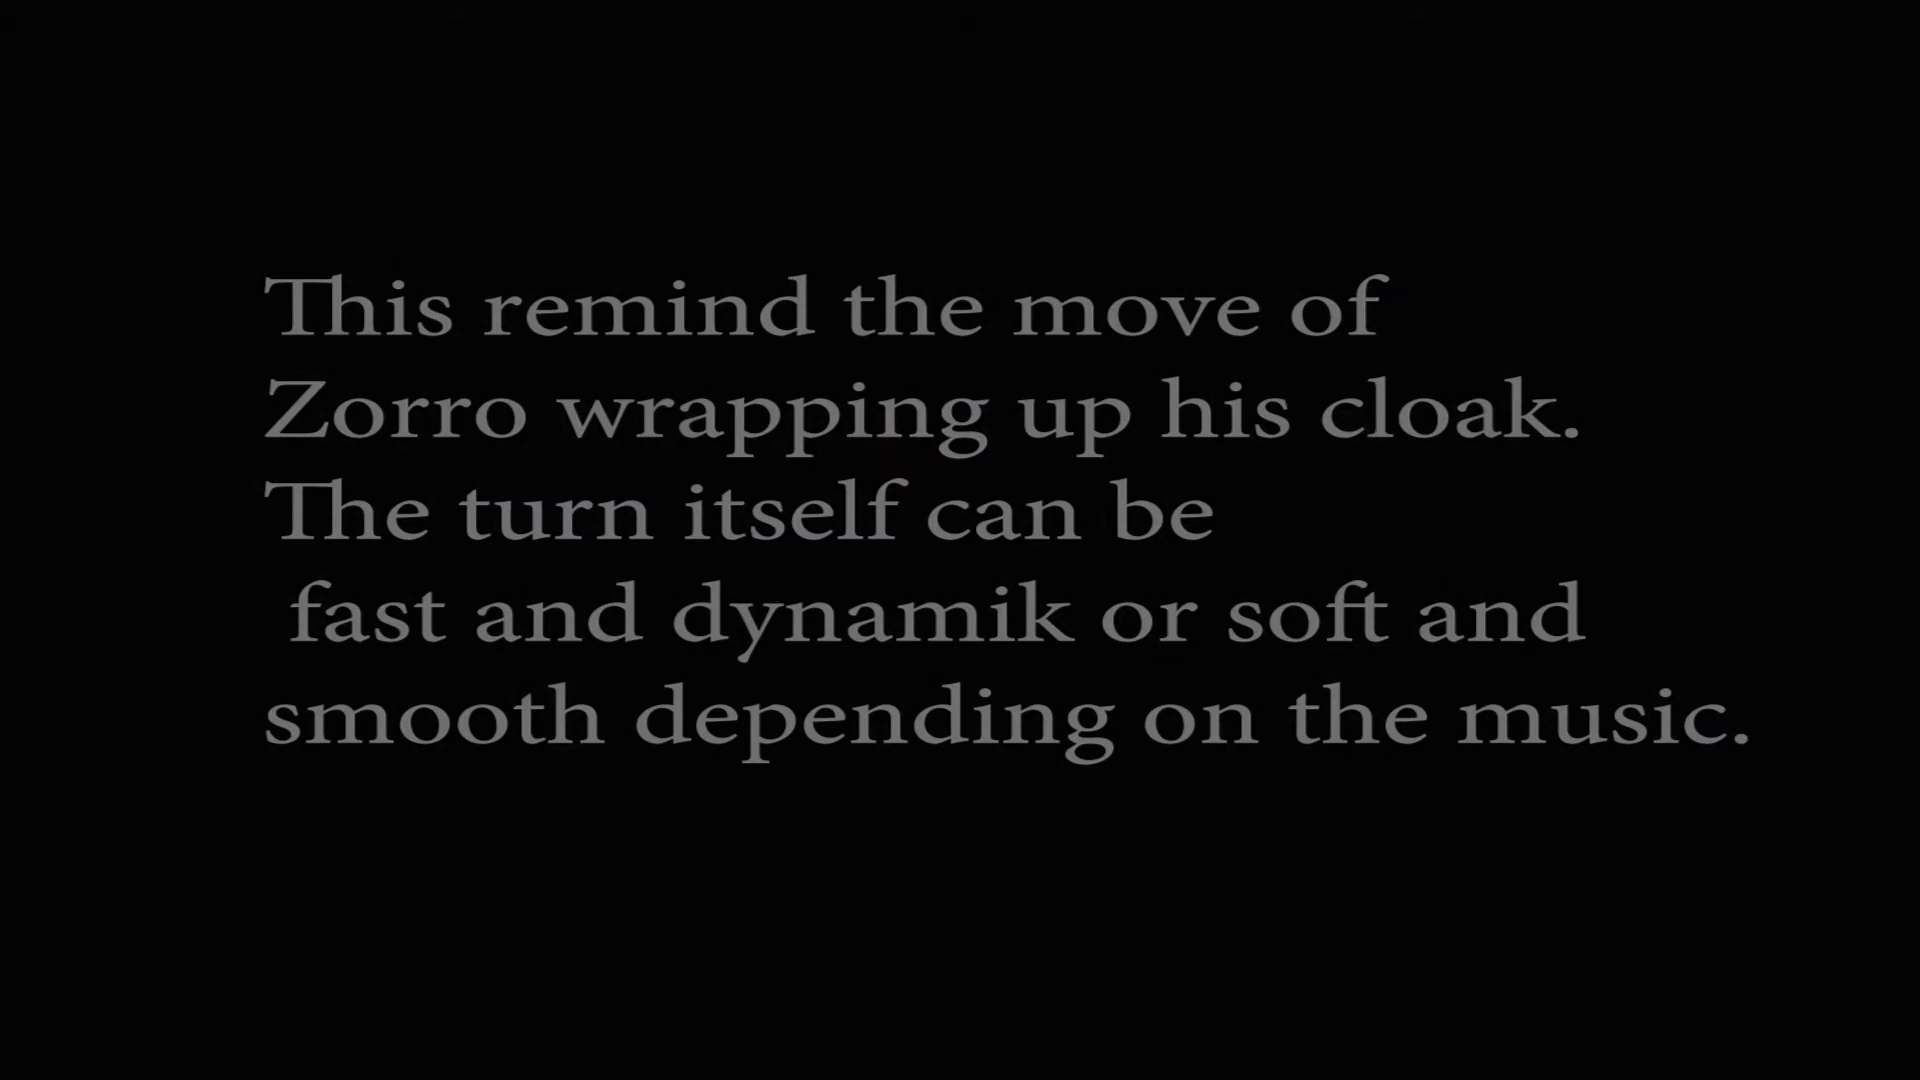 This remind the move of
Zorro wrapping up his cloak.
The turn itself can be
fast and dynamik or soft and
smooth depending on the music.